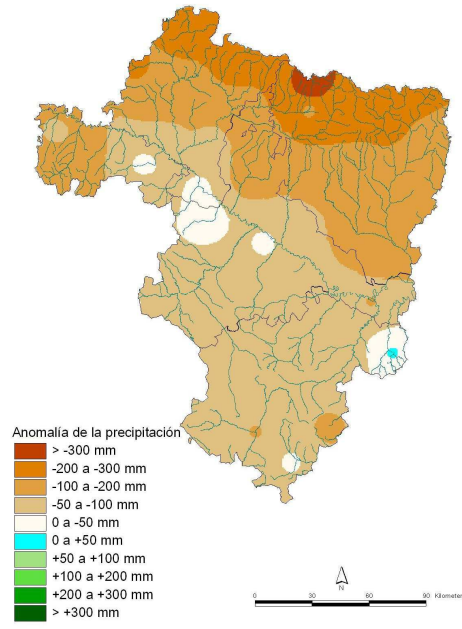 Anomalía de la precipitación
> -300 mm
-200 a -300 mm
-100 a -200 mm
-50 a -100 mm
0 a -50 mm
0 a +50 mm
+50 a +100 mm
+100 a +200 mm
+200 a +300 mm
> +300 mm
N
0 30 60 90 Kilometers